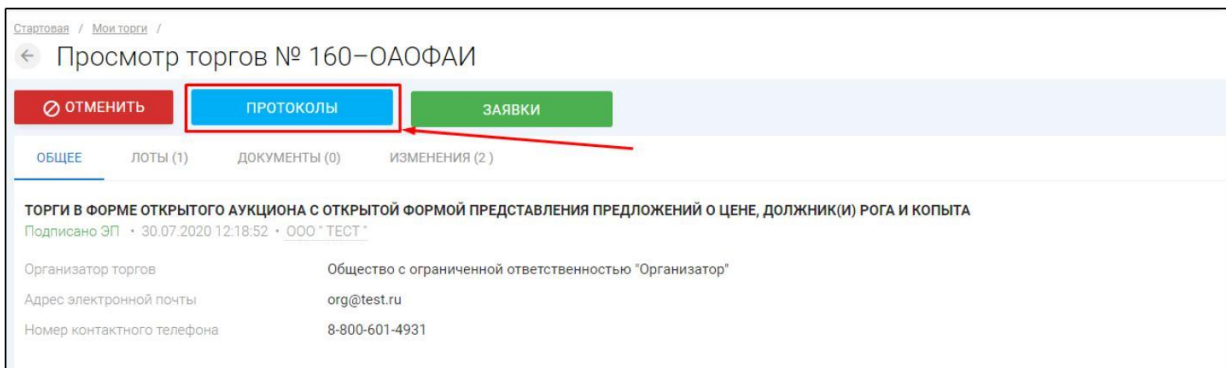 Стартовая / Мои торги /
← Просмотр торгов № 160-ОАОФАИ
ОТМЕНИТЬ ПРОТОКОЛЫ ЗАЯВКИ
ОБЩЕЕ ЛОТЫ (1) ДОКУМЕНТЫ (0) ИЗМЕНЕНИЯ (2 )
ТОРГИ В ФОРМЕ ОТКРЫТОГО АУКЦИОНА С ОТКРЫТОЙ ФОРМОЙ ПРЕДСТАВЛЕНИЯ ПРЕДЛОЖЕНИЙ О ЦЕНЕ, ДОЛЖНИК(И) РОГА И КОПЫТА
Подписано ЭП • 30.07.2020 12:18:52 • ООО " ТЕСТ "
Организатор торгов Общество с ограниченной ответственностью "Организатор"
Адрес электронной почты org@test.ru
Номер контактного телефона 8-800-601-4931